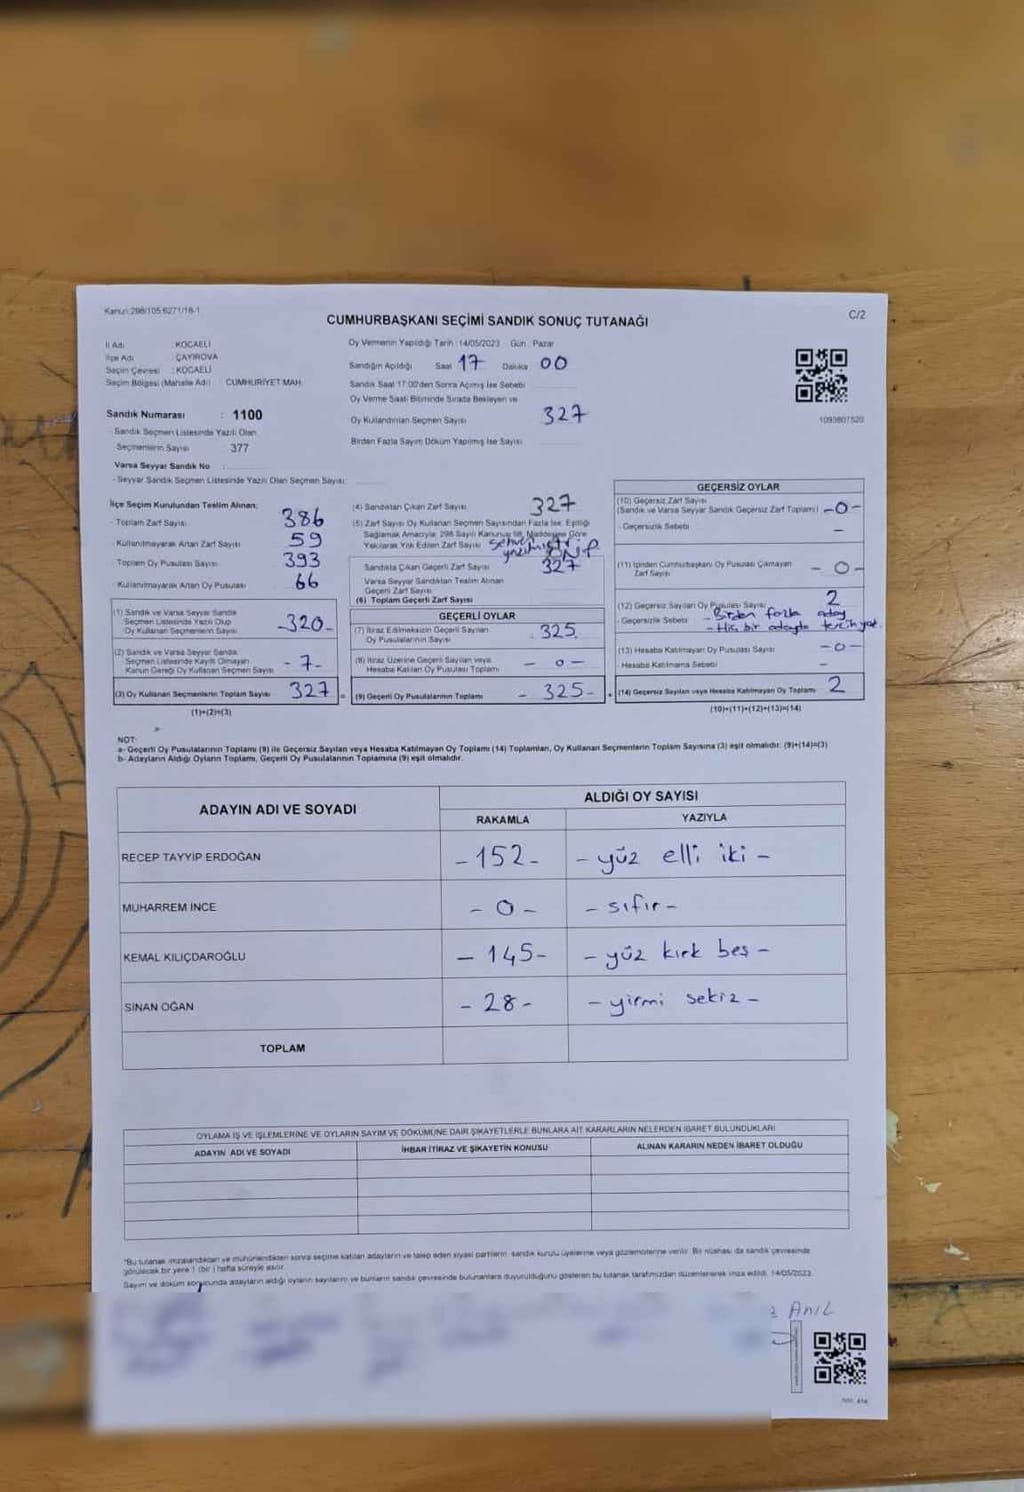 Kanun:298/105;6271/18-1
C/2
CUMHURBAŞKANI SEÇİMİ SANDIK SONUÇ TUTANAĞI
İl Adı : KOCAELİ
İlçe Adı : ÇAYIROVA
Seçim Çevresi : KOCAELİ
Seçim Bölgesi (Mahalle Adı) CUMHURİYET MAH.
Sandık Numarası : 1100
- Sandık Seçmen Listesinde Yazılı Olan
Seçmenlerin Sayısı 377
Varsa Seyyar Sandık No :
- Seyyar Sandık Seçmen Listesinde Yazılı Olan Seçmen Sayısı:
Oy Vermenin Yapıldığı Tarih : 14/05/2023 - Gün : Pazar
Sandığın Açıldığı Saat 17 Dakika 00
Sandık Saat 17:00'den Sonra Açılmış İse Sebebi
Oy Verme Saati Bitiminde Sırada Bekleyen ve
Oy Kullandırılan Seçmen Sayısı 327
Birden Fazla Sayım Döküm Yapılmış İse Sayısı
1093807520
İlçe Seçim Kurulundan Teslim Alınan;
- Toplam Zarf Sayısı 386
- Kullanılmayarak Artan Zarf Sayısı 59
Toplam Oy Pusulası Sayısı 393
- Kullanılmayarak Artan Oy Pusulası 66
(1) Sandık ve Varsa Seyyar Sandık
Seçmen Listesinde Yazılı Olup
Oy Kullanan Seçmenlerin Sayısı -320-
(2) Sandık ve Varsa Seyyar Sandık
Seçmen Listesinde Kayıtlı Olmayan
Kanun Gereği Oy Kullanan Seçmen Sayısı - 7 -
(3) Oy Kullanan Seçmenlerin Toplam Sayısı 327 =
(1)+(2)=(3)
(4) Sandıktan Çıkan Zarf Sayısı 327
(5) Zarf Sayısı Oy Kullanan Seçmen Sayısından Fazla İse, Eşitliği
Sağlamak Amacıyla, 298 Sayılı Kanunun 98. Maddesine Göre
Yakılarak Yok Edilen Zarf Sayısı sehven yazılmıştır
Sandıkta Çıkan Geçerli Zarf Sayısı 327
Varsa Seyyar Sandıktan Teslim Alınan
Geçerli Zarf Sayısı
(6) Toplam Geçerli Zarf Sayısı
GEÇERLİ OYLAR
(7) İtiraz Edilmeksizin Geçerli Sayılan
Oy Pusulalarının Sayısı 325
(8) İtiraz Üzerine Geçerli Sayılan veya
Hesaba Katılan Oy Pusulası Toplamı - 0 -
(9) Geçerli Oy Pusulalarının Toplamı - 325 - +
GEÇERSİZ OYLAR
(10) Geçersiz Zarf Sayısı
(Sandık ve Varsa Seyyar Sandık Geçersiz Zarf Toplamı) -0-
- Geçersizlik Sebebi -
(11) İçinden Cumhurbaşkanı Oy Pusulası Çıkmayan
Zarf Sayısı - 0 -
(12) Geçersiz Sayılan Oy Pusulası Sayısı 2
- Geçersizlik Sebebi - Birden fazla aday
- Hiç bir adayda tercih yok.
(13) Hesaba Katılmayan Oy Pusulası Sayısı -0-
- Hesaba Katılmama Sebebi -
(14) Geçersiz Sayılan veya Hesaba Katılmayan Oy Toplamı 2
(10)+(11)+(12)+(13)=(14)
NOT:
a- Geçerli Oy Pusulalarının Toplamı (9) ile Geçersiz Sayılan veya Hesaba Katılmayan Oy Toplamı (14) Toplamları, Oy Kullanan Seçmenlerin Toplam Sayısına (3) eşit olmalıdır. (9)+(14)=(3)
b- Adayların Aldığı Oyların Toplamı, Geçerli Oy Pusulalarının Toplamına (9) eşit olmalıdır.
ADAYIN ADI VE SOYADI ALDIĞI OY SAYISI
RAKAMLA YAZIYLA
RECEP TAYYİP ERDOĞAN -152- - yüz elli iki -
MUHARREM İNCE - 0 - - sıfır -
KEMAL KILIÇDAROĞLU - 145- - yüz kırk beş -
SİNAN OĞAN - 28 - - yirmi sekiz -
TOPLAM
OYLAMA İŞ VE İŞLEMLERİNE VE OYLARIN SAYIM VE DÖKÜMÜNE DAİR ŞİKAYETLERLE BUNLARA AİT KARARLARIN NELERDEN İBARET BULUNDUKLARI
ADAYIN ADI VE SOYADI İHBAR İTİRAZ VE ŞİKAYETİN KONUSU ALINAN KARARIN NEDEN İBARET OLDUĞU
*Bu tutanak imzalandıktan ve mühürlendikten sonra seçime katılan adayların ve talep eden siyasi partilerin sandık kurulu üyelerine veya gözlemcilerine verilir. Bir nüshası da sandık çevresinde
görülecek bir yere 1 (bir) hafta süreyle asılır.
Sayım ve döküm sonucunda adayların aldığı oyların sayılarını ve bunların sandık çevresinde bulunanlara duyurulduğunu gösteren bu tutanak tarafımızdan düzenlenerek imza edildi. 14/05/2023
ANIL